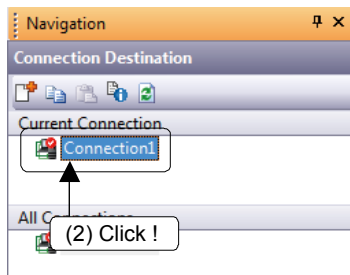 Navigation
Connection Destination
Current Connection
Connection1
All Connections
(2) Click !